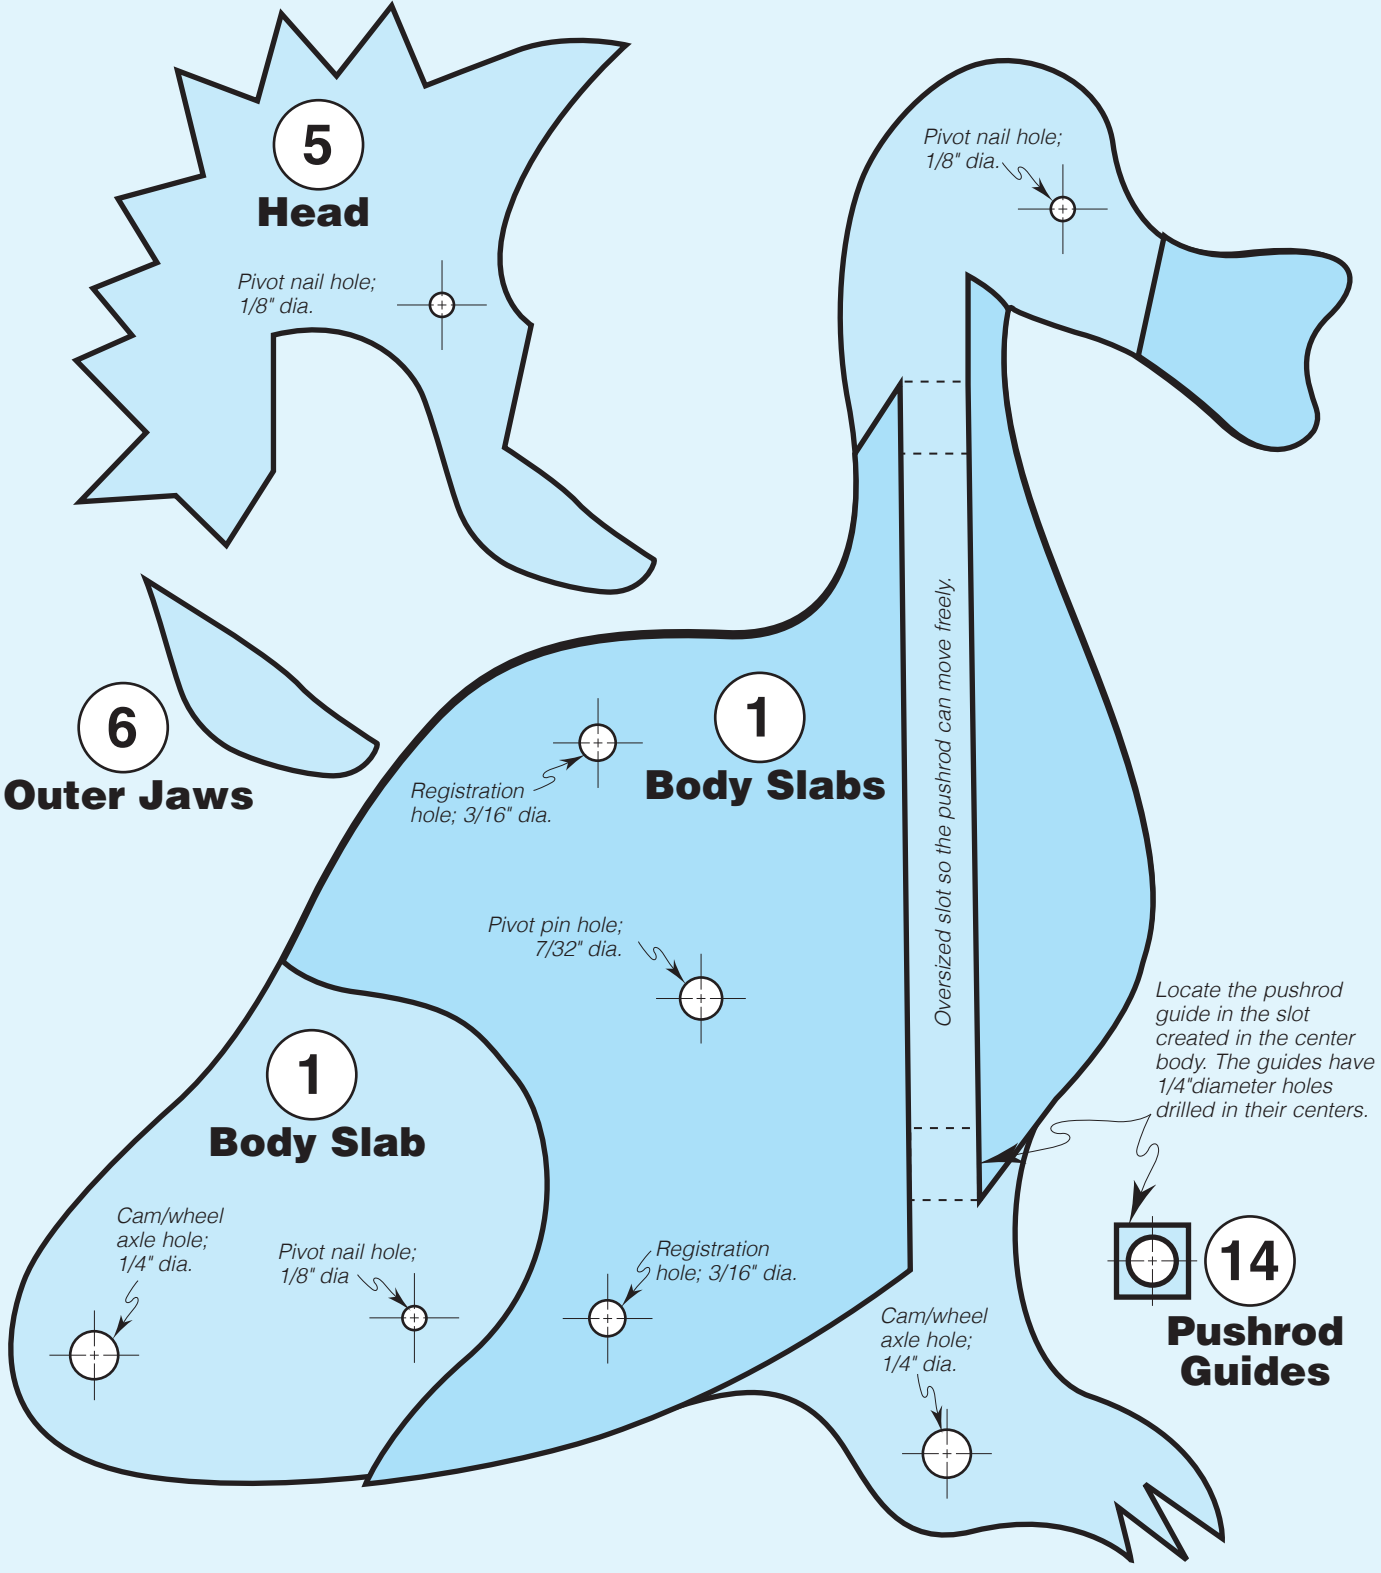 5
Head
Pivot nail hole;
1/8" dia.
Pivot nail hole;
1/8" dia.
6
Outer Jaws
1
Body Slabs
Registration
hole; 3/16" dia.
Oversized slot so the pushrod can move freely.
Pivot pin hole;
7/32" dia.
Locate the pushrod
guide in the slot
created in the center
body. The guides have
1/4"diameter holes
drilled in their centers.
1
Body Slab
Cam/wheel
axle hole;
1/4" dia.
Pivot nail hole;
1/8" dia
Registration
hole; 3/16" dia.
Cam/wheel
axle hole;
1/4" dia.
14
Pushrod
Guides